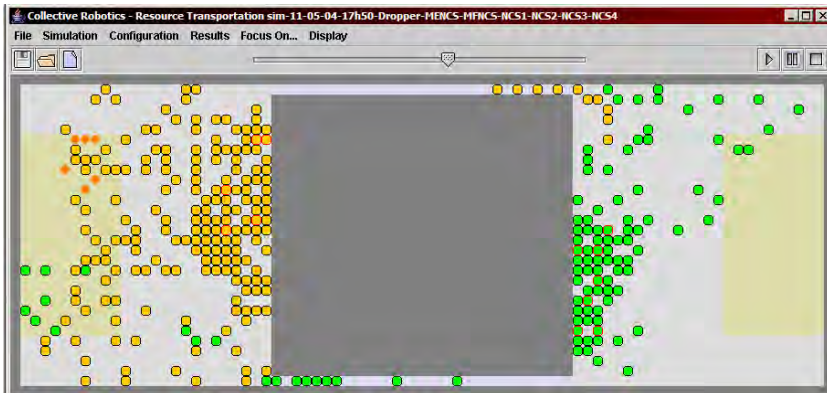 Collective Robotics - Resource Transportation sim-11-05-04-17h50-Dropper-MENCS-MFNCS-NCS1-NCS2-NCS3-NCS4
File Simulation Configuration Results Focus On... Display